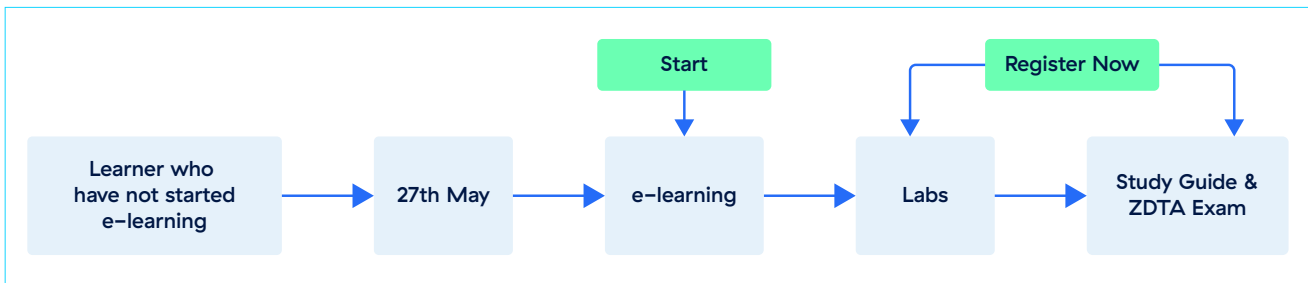 Start
Register Now
Learner who
have not started
e-learning
27th May
e-learning
Labs
Study Guide &
ZDTA Exam